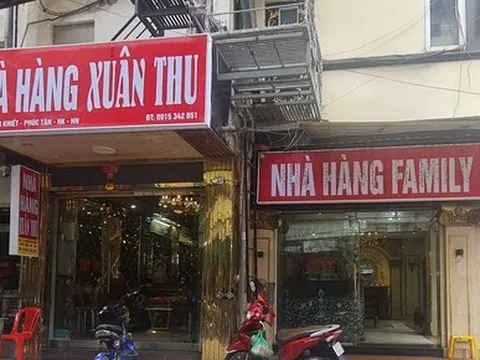 À HÀNG XUÂN THU
KHIẾT - PHÚC TÂN - HK - HN
ĐT: 0915 342 851
NHÀ
HÀNG
XUÂN THU
NHÀ HÀNG FAMILY